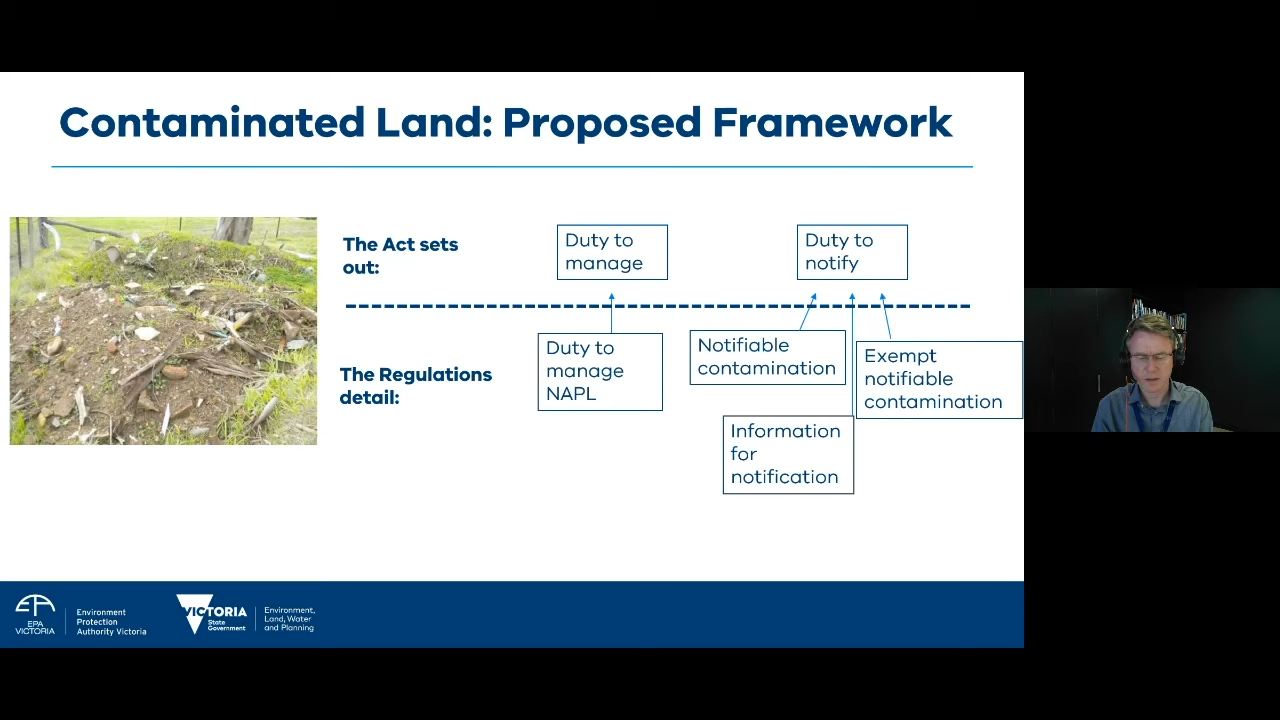 Contaminated Land: Proposed Framework
The Act sets
out:
Duty to
manage
Duty to
notify
The Regulations
detail:
Duty to
manage
NAPL
Notifiable
contamination
Exempt
notifiable
contamination
Information
for
notification
EPA
VICTORIA
Environment
Protection
Authority Victoria
VICTORIA
State
Government
Environment,
Land, Water
and Planning